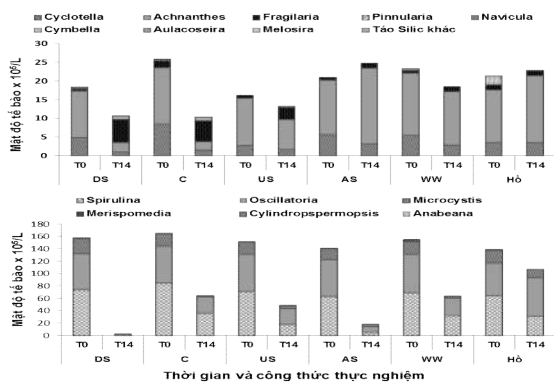 Cyclotella Achnanthes Fragilaria Pinnularia Navicula
Cymbella Aulacoseira Melosira Tảo Silic khác
Mật độ tế bào x 10⁶/L
30
25
20
15
10
5
0
T0 T14 T0 T14 T0 T14 T0 T14 T0 T14 T0 T14
DS C US AS WW Hồ
Spirulina Oscillatoria Microcystis
Merispomedia Cylindropspermopsis Anabeana
Mật độ tế bào x 10⁶/L
180
160
140
120
100
80
60
40
20
0
T0 T14 T0 T14 T0 T14 T0 T14 T0 T14 T0 T14
DS C US AS WW Hồ
Thời gian và công thức thực nghiệm